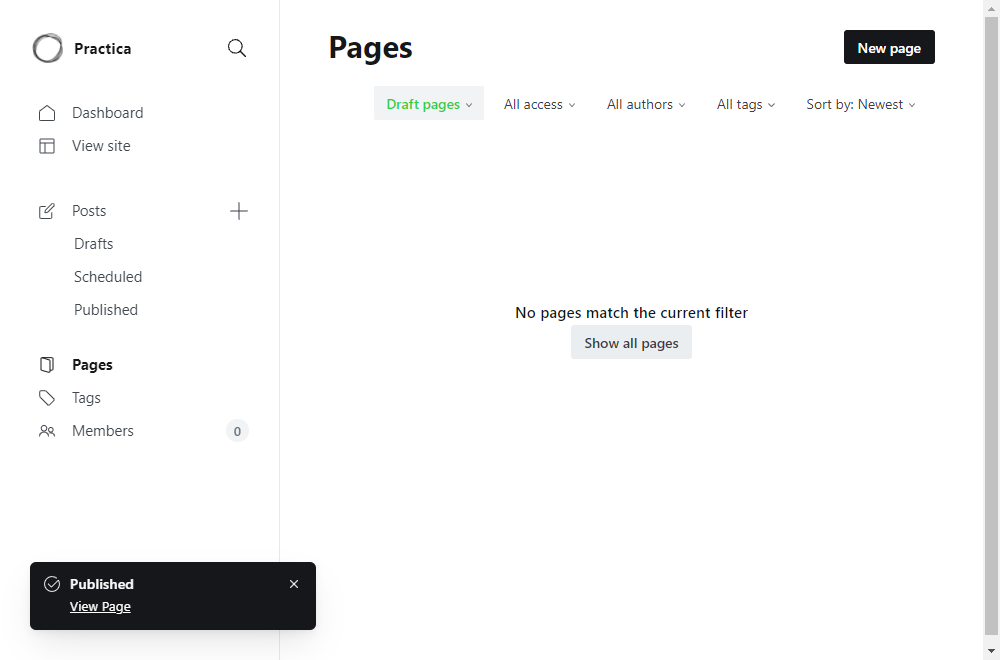 Practica
Dashboard
View site
Posts
Drafts
Scheduled
Published
Pages
Tags
Members
0
Published
View Page
Pages
New page
Draft pages
All access
All authors
All tags
Sort by: Newest
No pages match the current filter
Show all pages